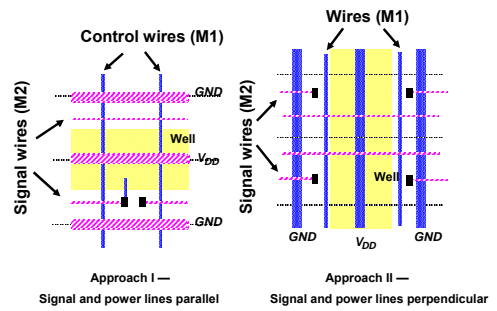 Control wires (M1)
Signal wires (M2)
GND
Well
VDD
GND
Approach I —
Signal and power lines parallel
Wires (M1)
Signal wires (M2)
Well
GND
VDD
GND
Approach II —
Signal and power lines perpendicular